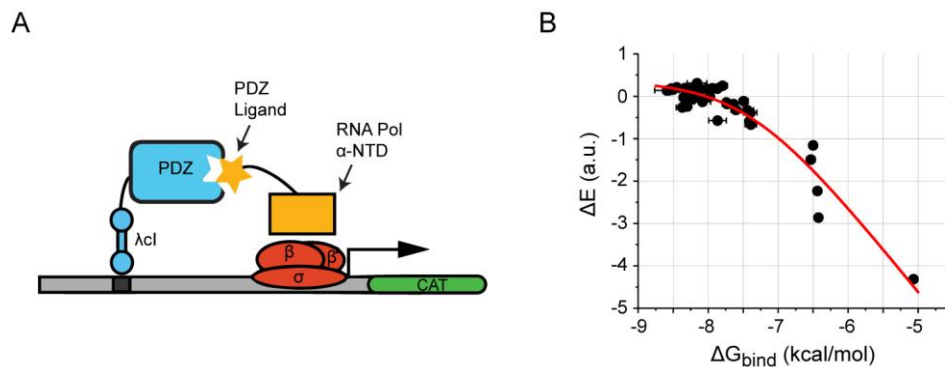 A
PDZ
Ligand
RNA Pol
α-NTD
PDZ
λcI
β
β
σ
CAT
B
1
0
-1
-2
-3
-4
-5
ΔE (a.u.)
-9
-8
-7
-6
-5
ΔGbind (kcal/mol)